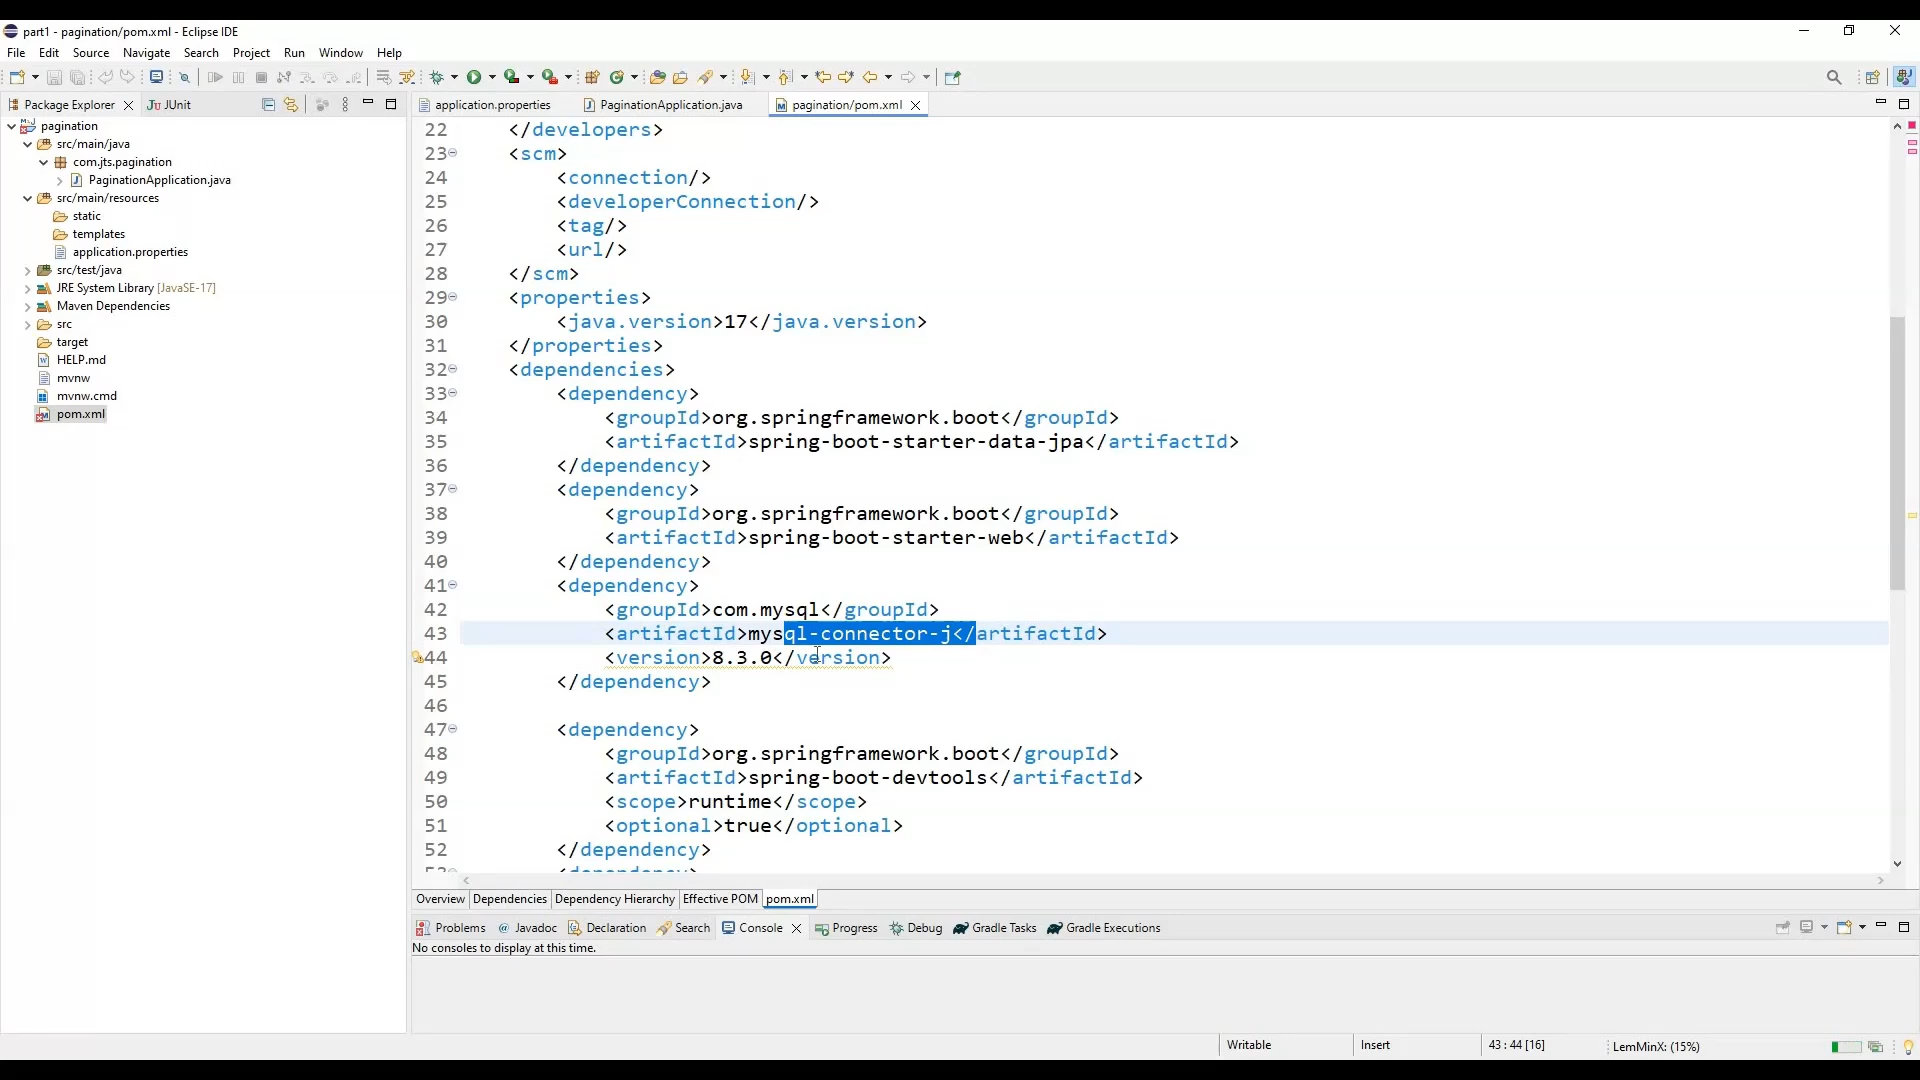 part1 - pagination/pom.xml - Eclipse IDE
File Edit Source Navigate Search Project Run Window Help
Package Explorer JUnit
application.properties PaginationApplication.java pagination/pom.xml
pagination
src/main/java
com.jts.pagination
PaginationApplication.java
src/main/resources
static
templates
application.properties
src/test/java
JRE System Library [JavaSE-17]
Maven Dependencies
src
target
HELP.md
mvnw
mvnw.cmd
pom.xml
22 </developers>
23 <scm>
24 <connection/>
25 <developerConnection/>
26 <tag/>
27 <url/>
28 </scm>
29 <properties>
30 <java.version>17</java.version>
31 </properties>
32 <dependencies>
33 <dependency>
34 <groupId>org.springframework.boot</groupId>
35 <artifactId>spring-boot-starter-data-jpa</artifactId>
36 </dependency>
37 <dependency>
38 <groupId>org.springframework.boot</groupId>
39 <artifactId>spring-boot-starter-web</artifactId>
40 </dependency>
41 <dependency>
42 <groupId>com.mysql</groupId>
43 <artifactId>mysql-connector-j</artifactId>
44 <version>8.3.0</version>
45 </dependency>
46
47 <dependency>
48 <groupId>org.springframework.boot</groupId>
49 <artifactId>spring-boot-devtools</artifactId>
50 <scope>runtime</scope>
51 <optional>true</optional>
52 </dependency>
Overview Dependencies Dependency Hierarchy Effective POM pom.xml
Problems Javadoc Declaration Search Console Progress Debug Gradle Tasks Gradle Executions
No consoles to display at this time.
Writable Insert 43 : 44 [16] LemMinX: (15%)